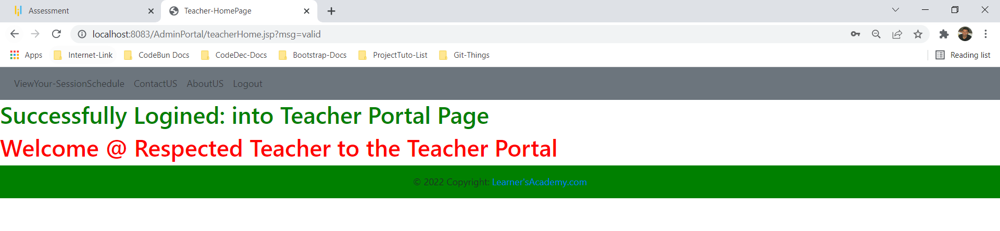 Assessment
Teacher-HomePage
localhost:8083/AdminPortal/teacherHome.jsp?msg=valid
Apps Internet-Link CodeBun Docs CodeDec-Docs Bootstrap-Docs ProjectTuto-List Git-Things Reading list
ViewYour-SessionSchedule ContactUS AboutUS Logout
Successfully Logined: into Teacher Portal Page
Welcome @ Respected Teacher to the Teacher Portal
© 2022 Copyright: Learner'sAcademy.com